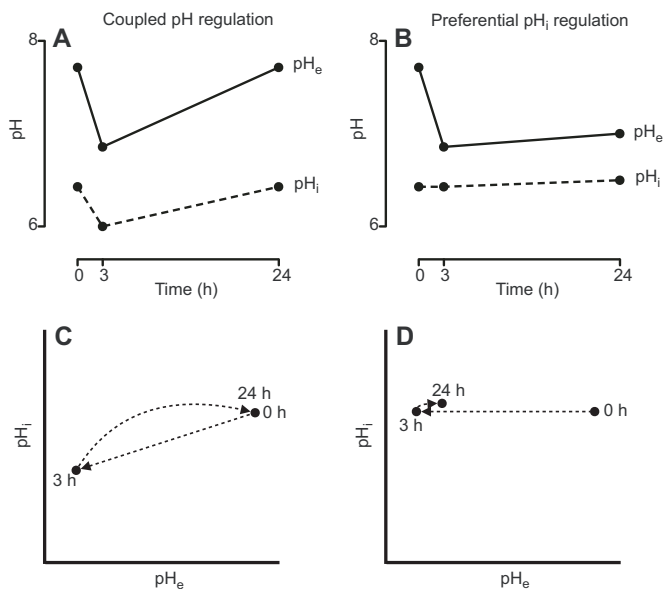 Coupled pH regulation
Preferential pHi regulation
A
B
8
8
pHe
pHe
pH
pH
pHi
pHi
6
6
0 3 24
0 3 24
Time (h)
Time (h)
C
D
24 h
24 h
0 h
0 h
3 h
3 h
pHi
pHi
pHe
pHe